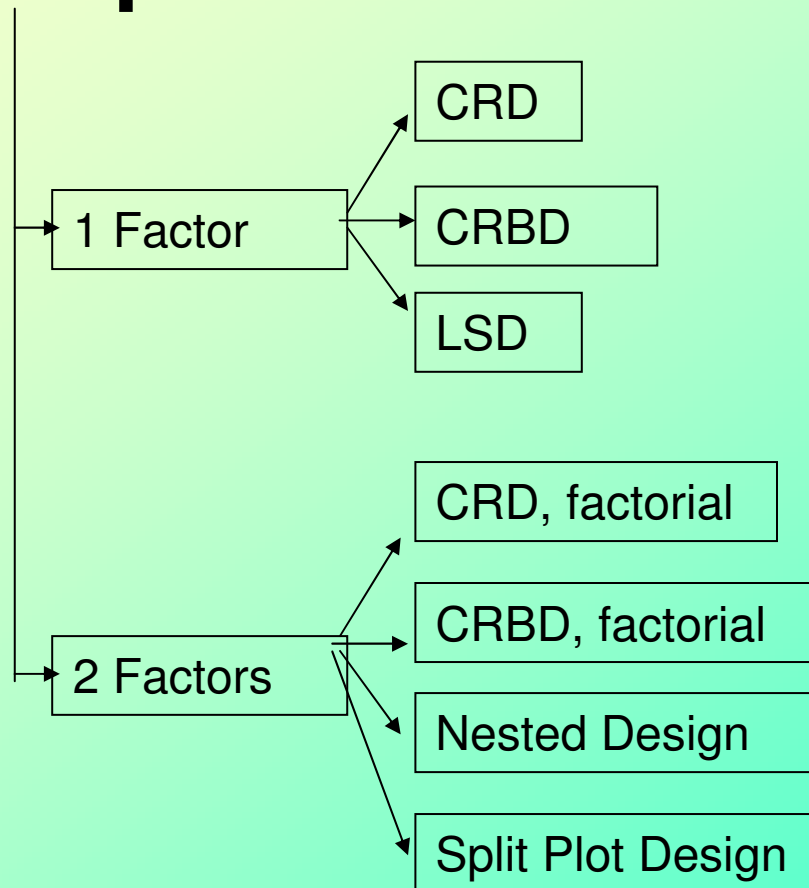 1 Factor
CRD
CRBD
LSD
2 Factors
CRD, factorial
CRBD, factorial
Nested Design
Split Plot Design